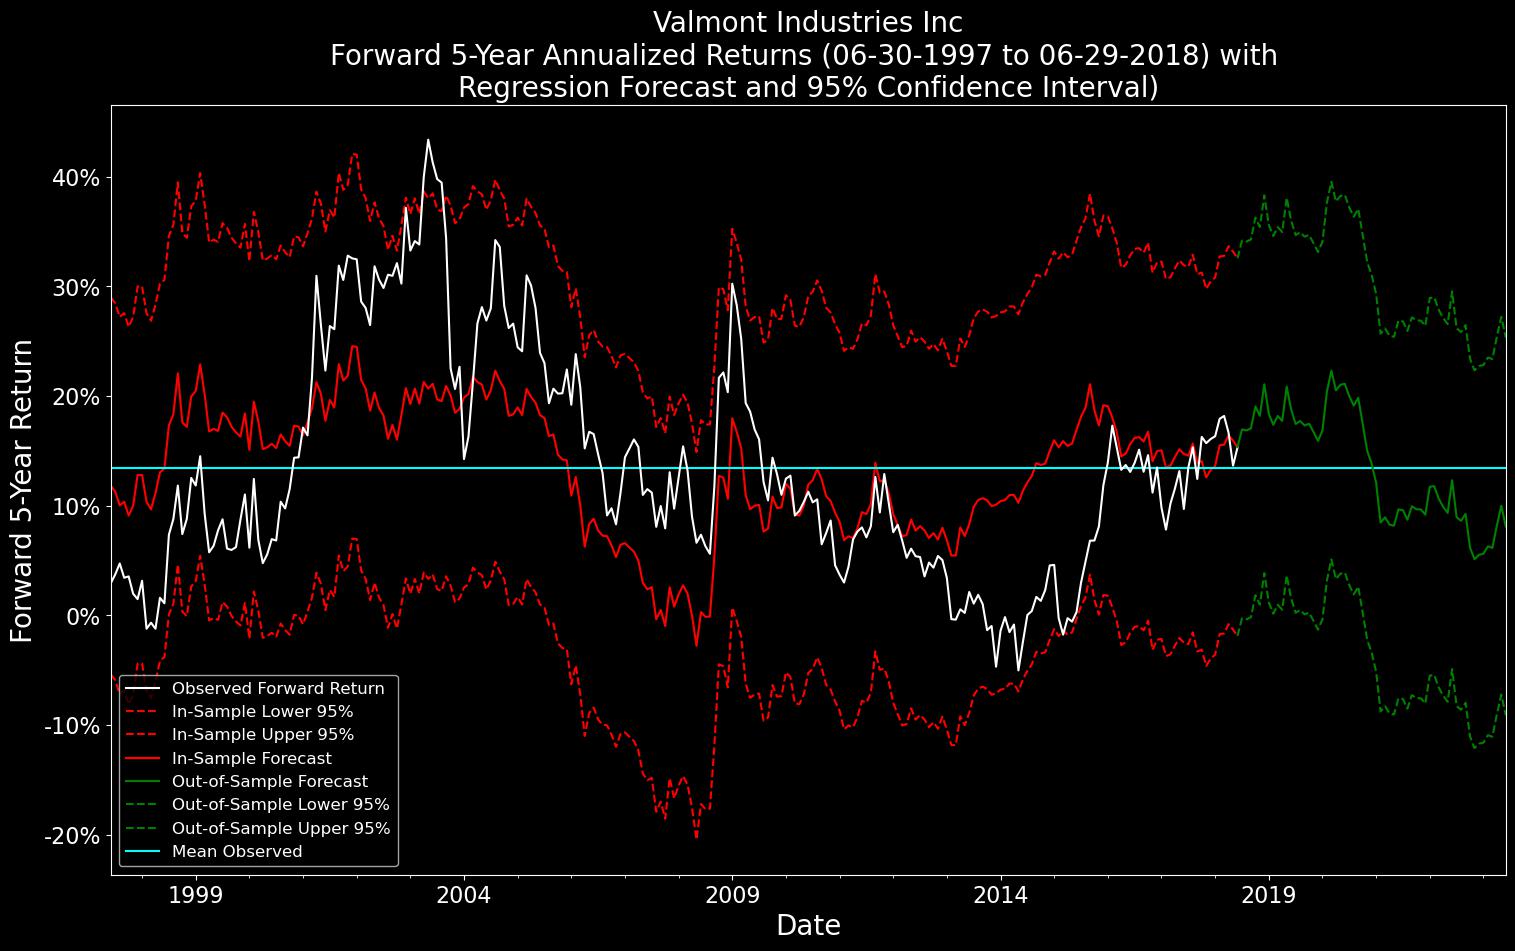 Valmont Industries Inc
Forward 5-Year Annualized Returns (06-30-1997 to 06-29-2018) with
Regression Forecast and 95% Confidence Interval)
Forward 5-Year Return
40%
30%
20%
10%
0%
-10%
-20%
Observed Forward Return
In-Sample Lower 95%
In-Sample Upper 95%
In-Sample Forecast
Out-of-Sample Forecast
Out-of-Sample Lower 95%
Out-of-Sample Upper 95%
Mean Observed
1999
2004
2009
2014
2019
Date